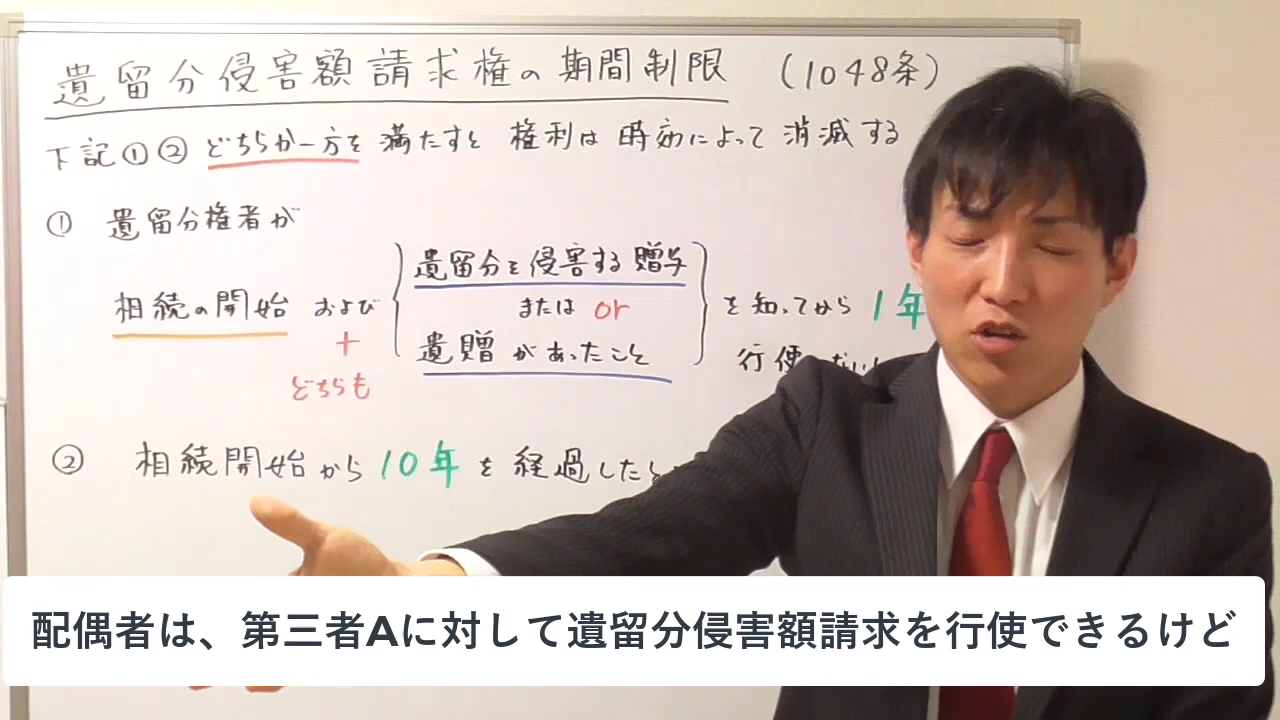 遺留分侵害額請求権の期間制限 (1048条)
下記①② どちらか一方を 満たすと 権利は 時効によって 消滅する
① 遺留分権者が
相続の開始 および 遺留分を侵害する贈与 または or 遺贈があったこと を知ってから 1年
+
どちらも
行使
② 相続開始から 10年 を 経過した
配偶者は、第三者Aに対して遺留分侵害額請求を行使できるけど